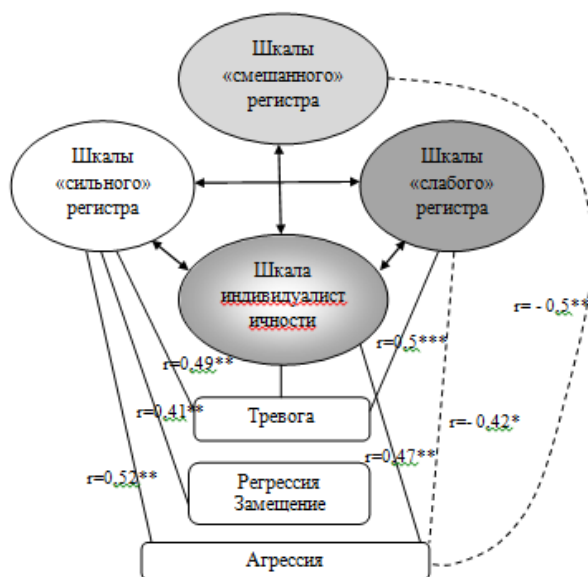 Шкалы
«смешанного»
регистра
Шкалы
«сильного»
регистра
Шкалы
«слабого»
регистра
Шкала
индивидуалист
ичности
r= - 0,5**
r=0,49**
r=0,5***
r=0,41**
Тревога
r=- 0,42*
r=0,47**
r=0,52**
Регрессия
Замещение
Агрессия